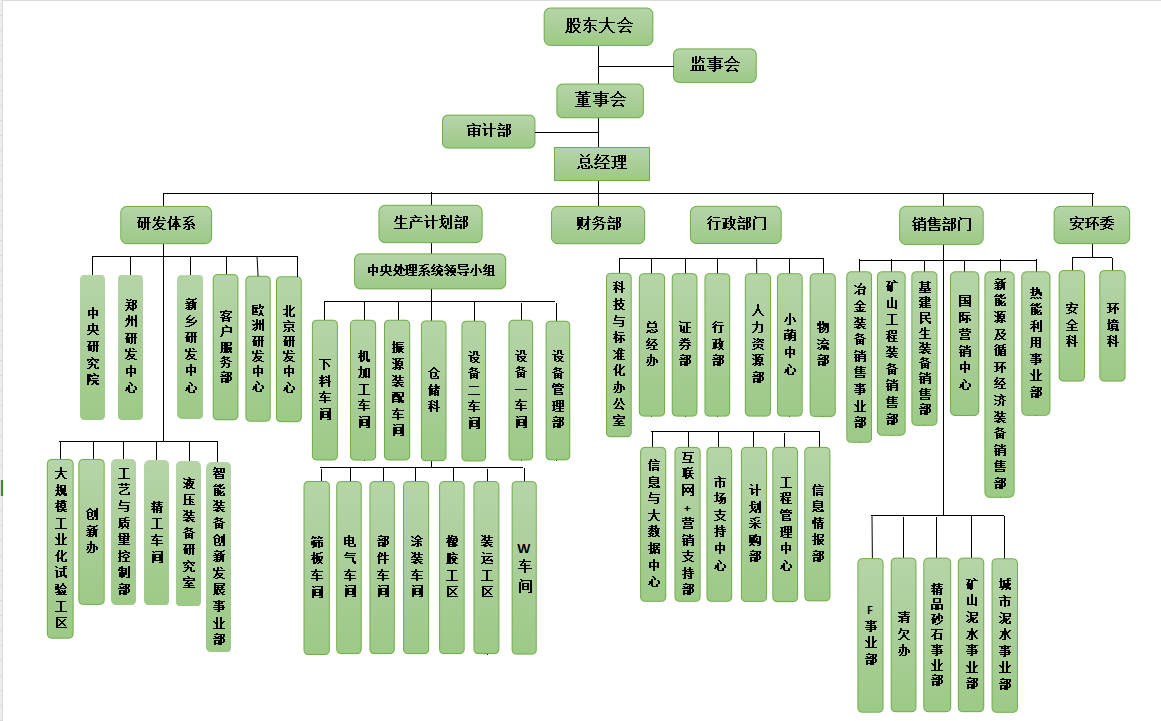 股东大会
监事会
董事会
审计部
总经理
研发体系
生产计划部
财务部
行政部门
销售部门
安环委
中央处理系统领导小组
中央研究院
郑州研发中心
新乡研发中心
客户服务部
欧洲研发中心
北京研发中心
下料车间
机加工车间
振源装配车间
仓储科
设备二车间
设备一车间
设备管理部
科技与标准化办公室
总经办
证券部
行政部
人力资源部
小萌中心
物流部
冶金装备销售事业部
矿山工程装备销售部
基建民生装备销售部
国际营销中心
新能源及循环经济装备销售部
热能利用事业部
安全科
环境科
大规模工业化试验工区
创新办
工艺与质量控制部
精工车间
液压装备研究室
智能装备创新发展事业部
筛板车间
电气车间
部件车间
涂装车间
橡胶工区
装运工区
W车间
信息与大数据中心
互联网+营销支持部
市场支持中心
计划采购部
工程管理中心
信息情报部
F事业部
清欠办
精品砂石事业部
矿山泥水事业部
城市泥水事业部